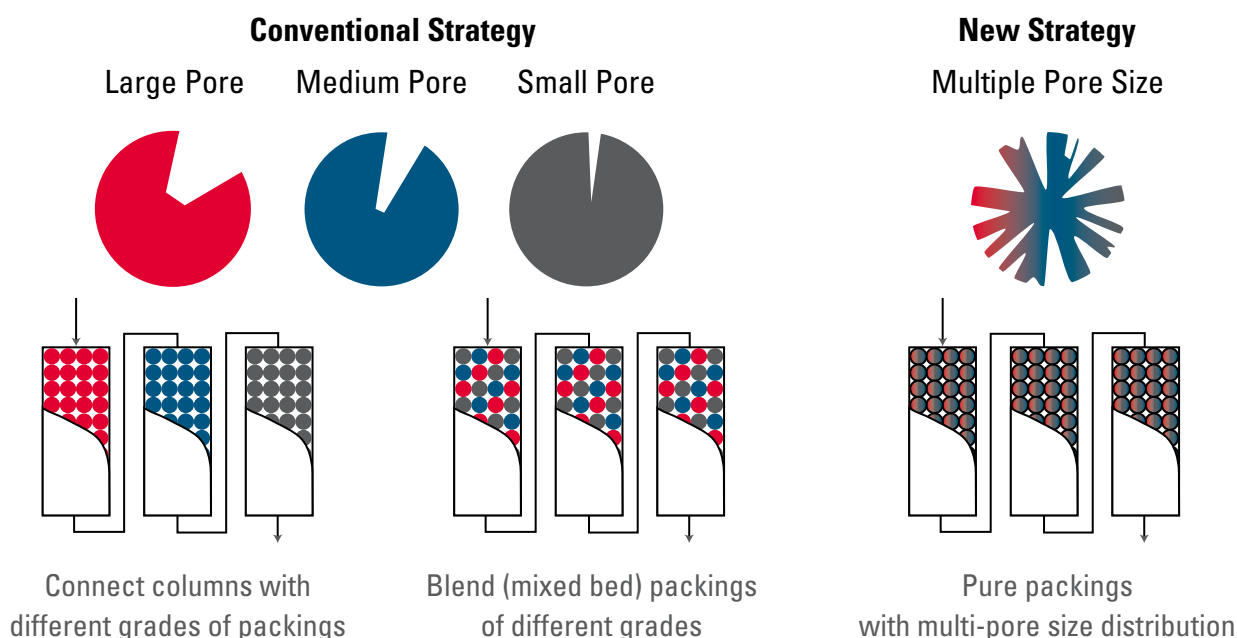 Conventional Strategy
Large Pore
Medium Pore
Small Pore
Connect columns with
different grades of packings
Blend (mixed bed) packings
of different grades
New Strategy
Multiple Pore Size
Pure packings
with multi-pore size distribution